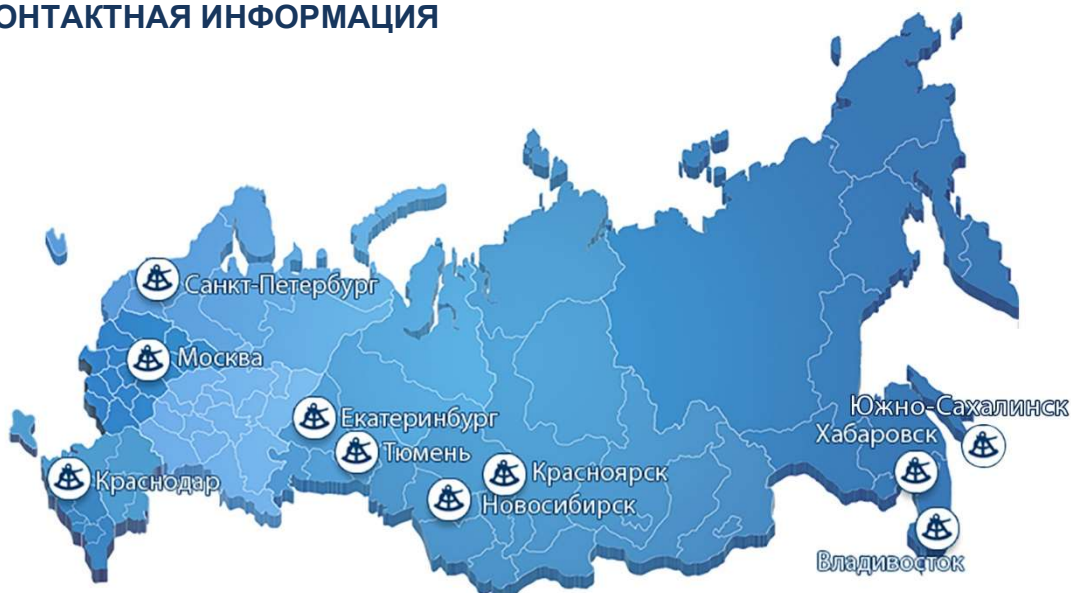 ОНТАКТНАЯ ИНФОРМАЦИЯ
Санкт-Петербург
Москва
Екатеринбург
Тюмень
Краснодар
Красноярск
Новосибирск
Южно-Сахалинск
Хабаровск
Владивосток